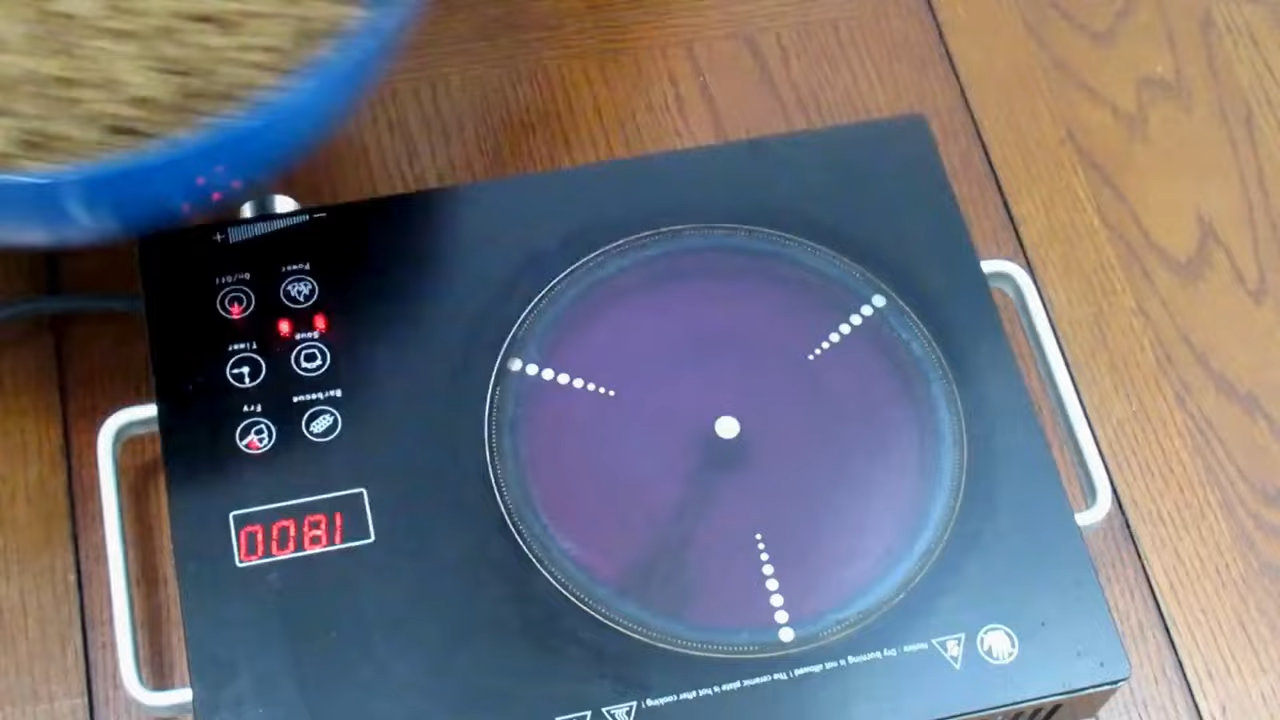 Notice : Dry burning is not allowed ! The ceramic plate is hot after cooking !
1800
Barbecue
Fry
Soup
Timer
Power
On/Off
− +